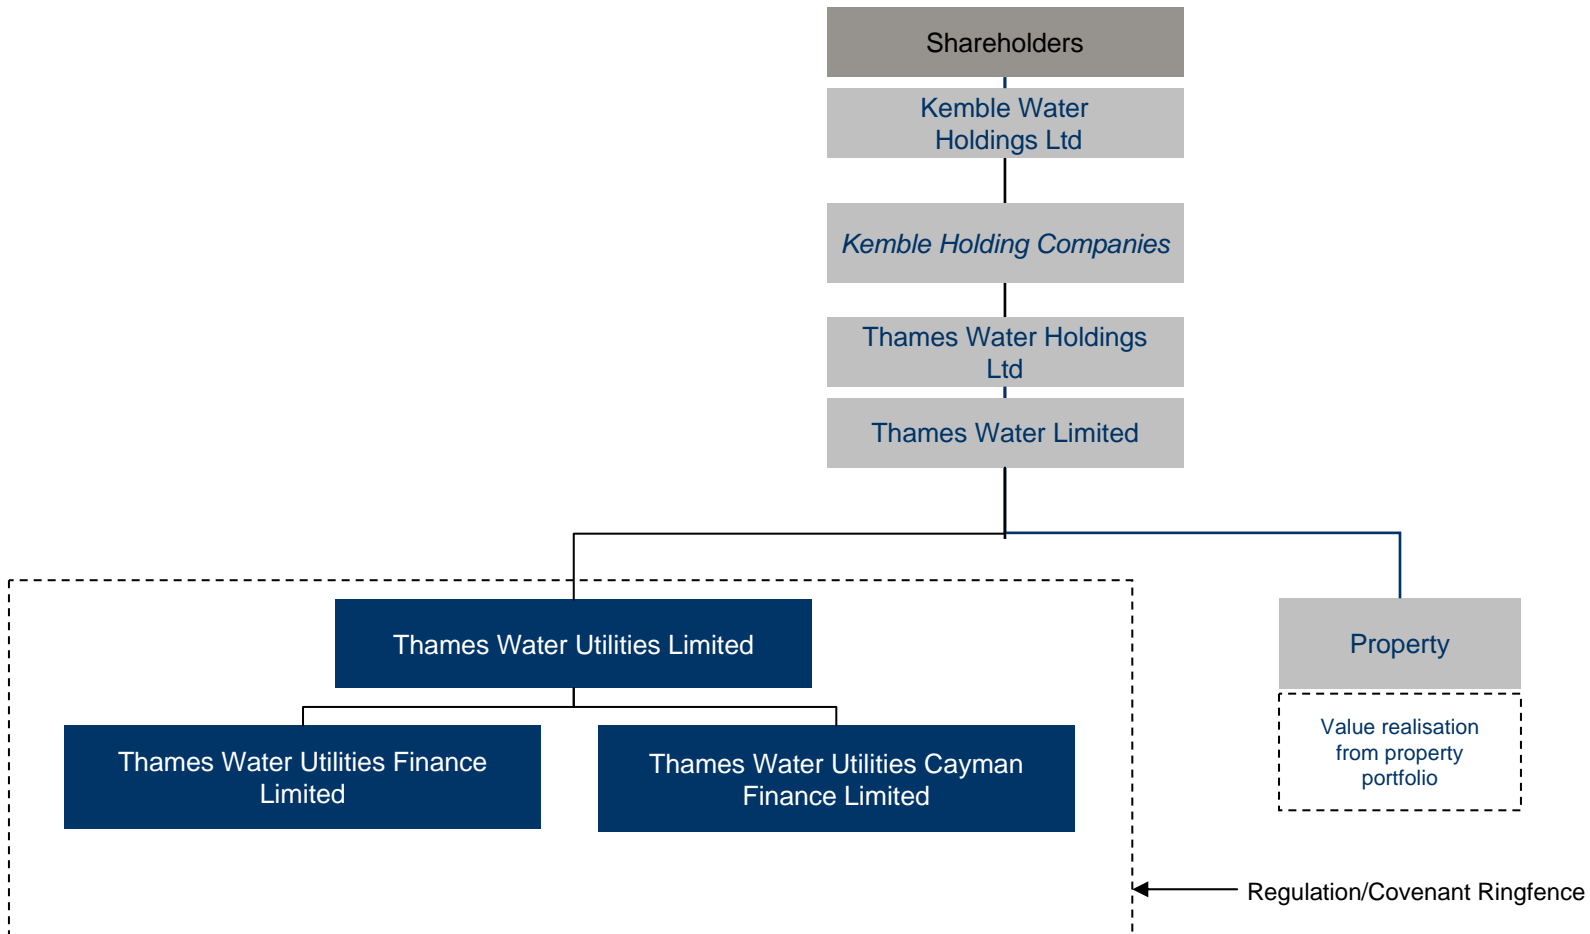 Shareholders
Kemble Water
Holdings Ltd
Kemble Holding Companies
Thames Water Holdings
Ltd
Thames Water Limited
Thames Water Utilities Limited
Property
Thames Water Utilities Finance
Limited
Thames Water Utilities Cayman
Finance Limited
Value realisation
from property
portfolio
Regulation/Covenant Ringfence